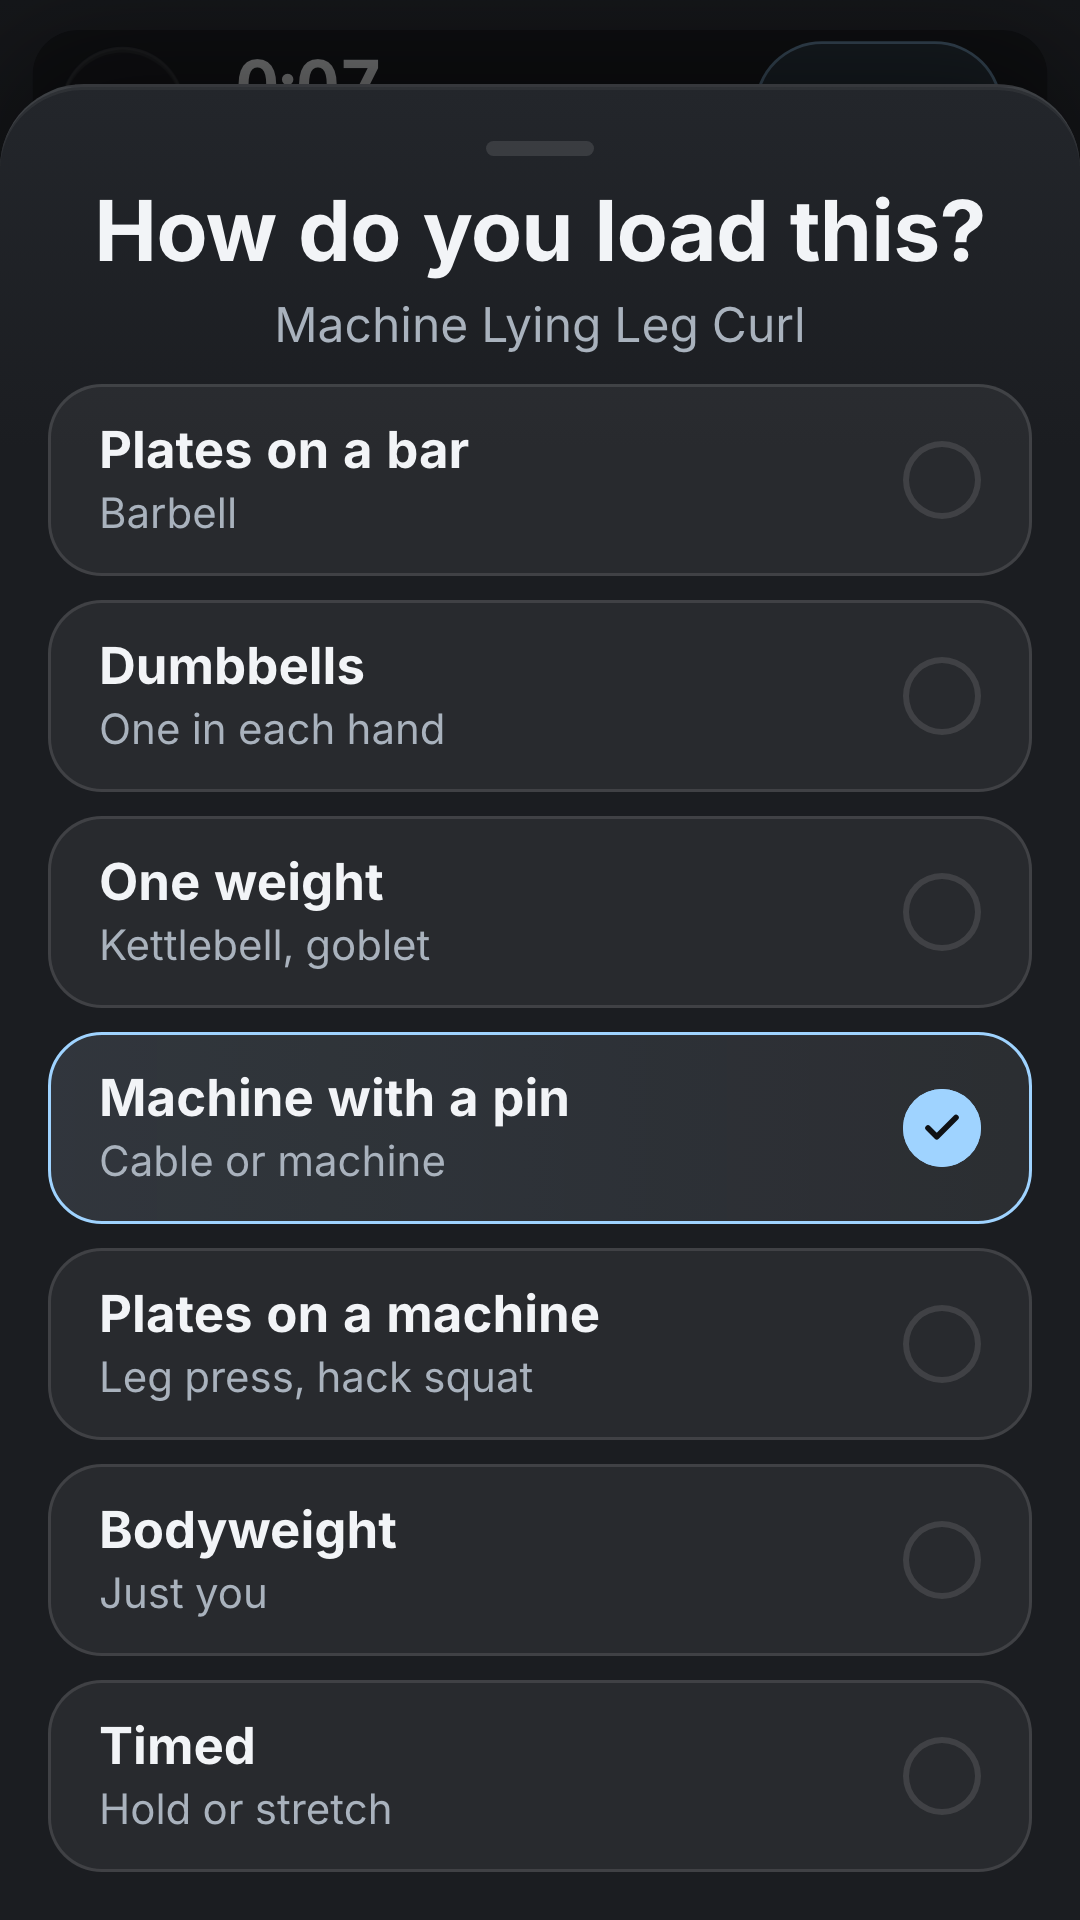 0:07
How do you load this?
Machine Lying Leg Curl
Plates on a bar
Barbell
Dumbbells
One in each hand
One weight
Kettlebell, goblet
Machine with a pin
Cable or machine
Plates on a machine
Leg press, hack squat
Bodyweight
Just you
Timed
Hold or stretch